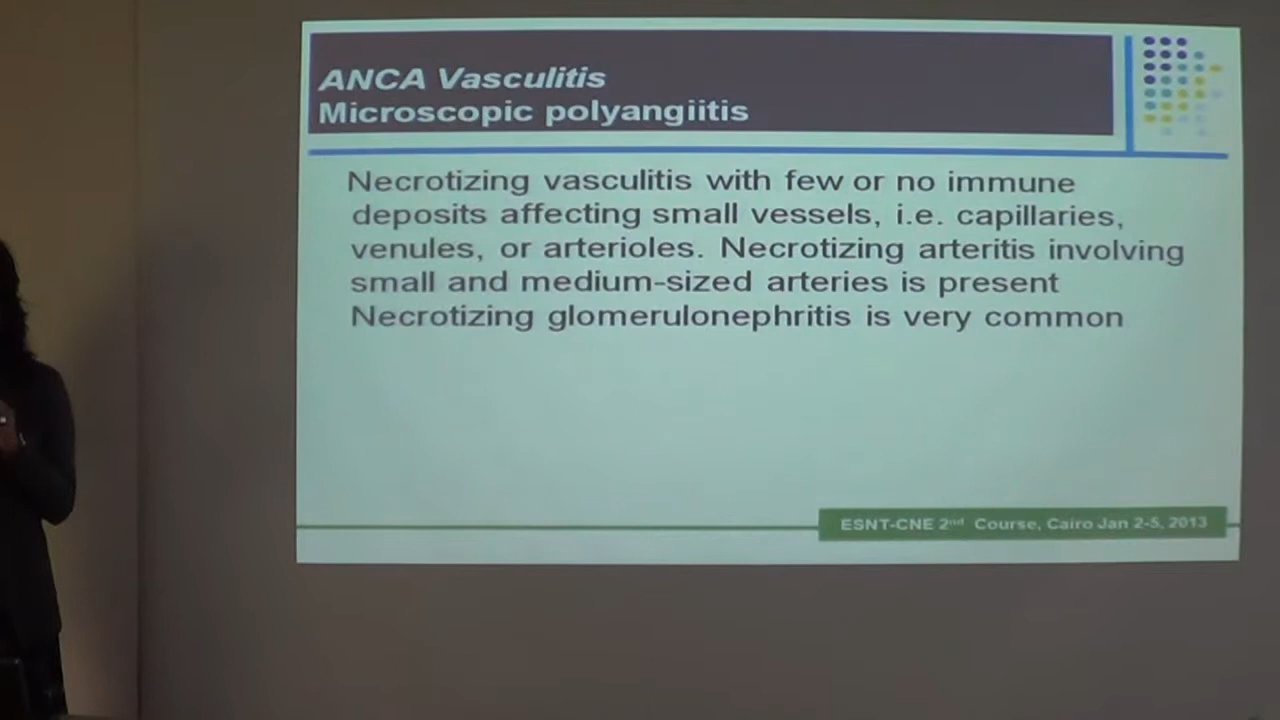 ANCA Vasculitis
Microscopic polyangiitis
Necrotizing vasculitis with few or no immune
deposits affecting small vessels, i.e. capillaries,
venules, or arterioles. Necrotizing arteritis involving
small and medium-sized arteries is present
Necrotizing glomerulonephritis is very common
ESNT-CNE 2nd Course, Cairo Jan 2-5, 2013